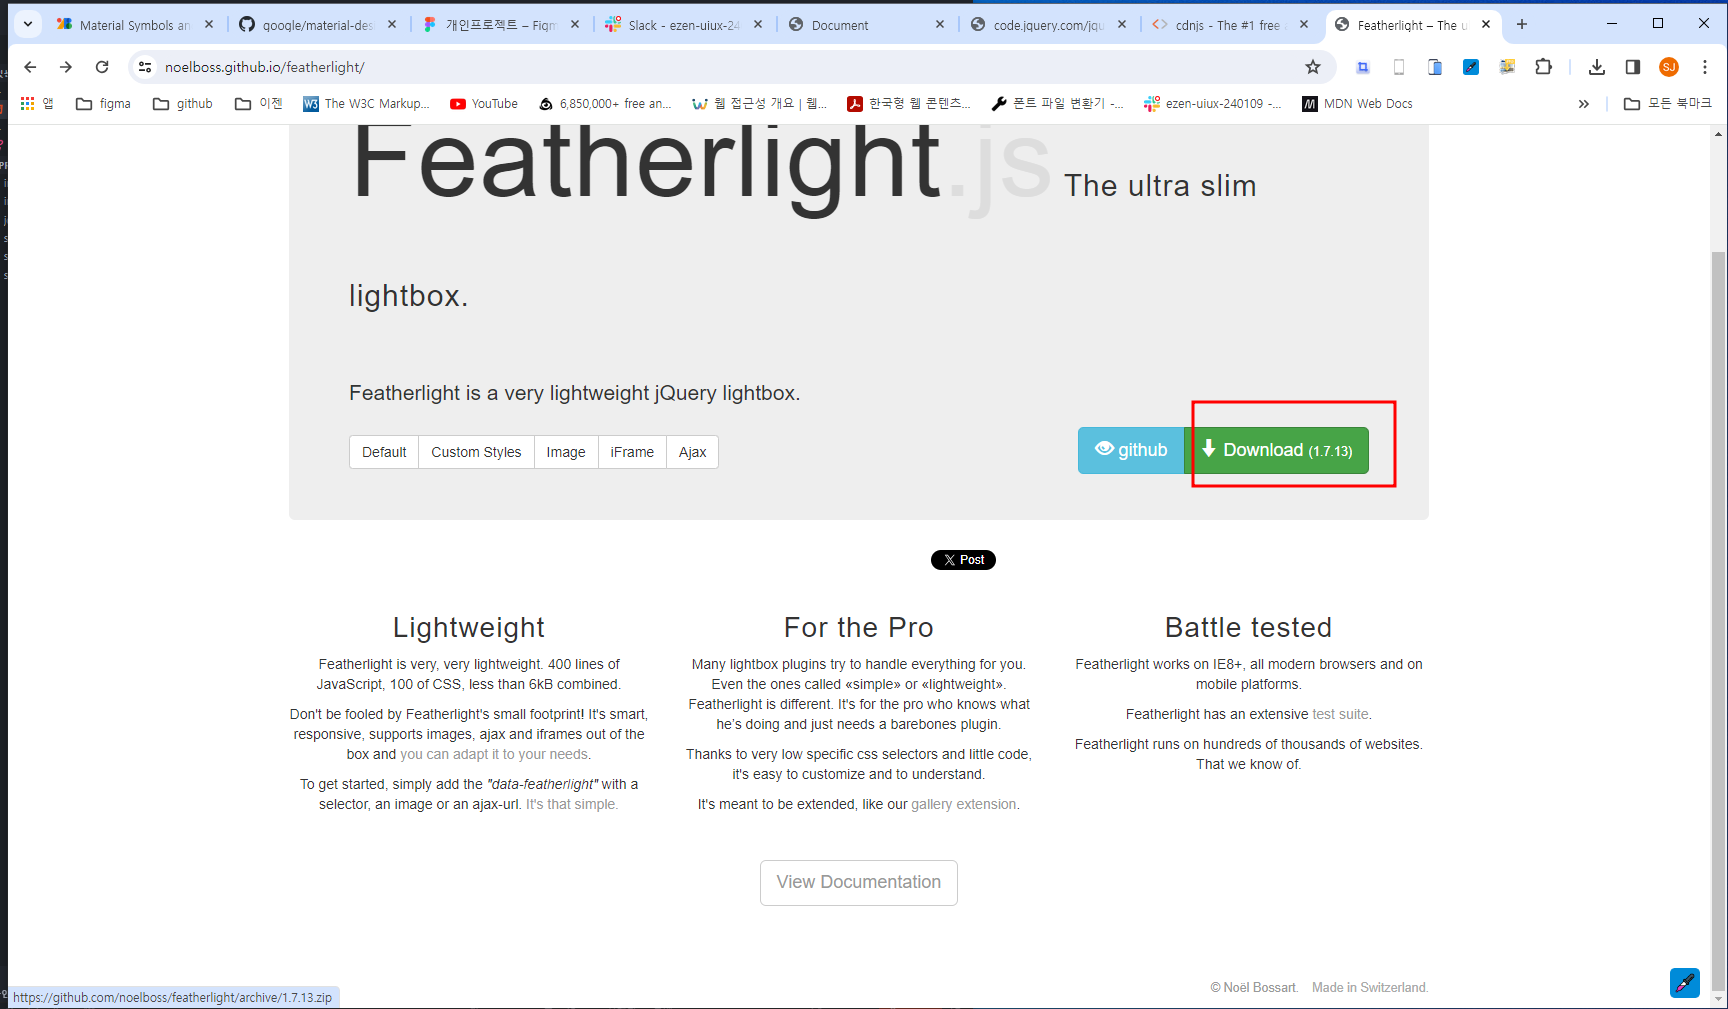 Material Symbols an
google/material-des
개인프로젝트 – Figm
Slack - ezen-uiux-24
Document
code.jquery.com/jqu
cdnjs - The #1 free
Featherlight – The u
noelboss.github.io/featherlight/
SJ
앱
figma
github
이젠
The W3C Markup...
YouTube
6,850,000+ free an...
웹 접근성 개요 | 웹...
한국형 웹 콘텐츠...
폰트 파일 변환기 -...
ezen-uiux-240109 -...
MDN Web Docs
모든 북마크
Featherlight.js The ultra slim
lightbox.
Featherlight is a very lightweight jQuery lightbox.
Default Custom Styles Image iFrame Ajax
github Download (1.7.13)
Post
Lightweight
Featherlight is very, very lightweight. 400 lines of
JavaScript, 100 of CSS, less than 6kB combined.
Don't be fooled by Featherlight's small footprint! It's smart,
responsive, supports images, ajax and iframes out of the
box and you can adapt it to your needs.
To get started, simply add the "data-featherlight" with a
selector, an image or an ajax-url. It's that simple.
For the Pro
Many lightbox plugins try to handle everything for you.
Even the ones called «simple» or «lightweight».
Featherlight is different. It's for the pro who knows what
he's doing and just needs a barebones plugin.
Thanks to very low specific css selectors and little code,
it's easy to customize and to understand.
It's meant to be extended, like our gallery extension.
Battle tested
Featherlight works on IE8+, all modern browsers and on
mobile platforms.
Featherlight has an extensive test suite.
Featherlight runs on hundreds of thousands of websites.
That we know of.
View Documentation
© Noël Bossart. Made in Switzerland.
https://github.com/noelboss/featherlight/archive/1.7.13.zip